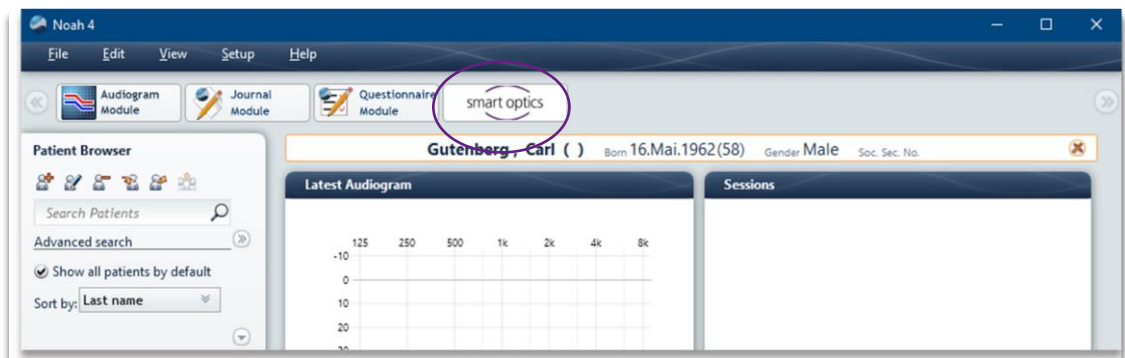 Noah 4
File Edit View Setup Help
Audiogram Module
Journal Module
Questionnaire Module
smart optics
Patient Browser
Gutenberg , Carl ( ) Born 16.Mai.1962(58) Gender Male Soc. Sec. No.
Search Patients
Advanced search
Show all patients by default
Sort by: Last name
Latest Audiogram
125 250 500 1k 2k 4k 8k
-10
0
10
20
30
Sessions